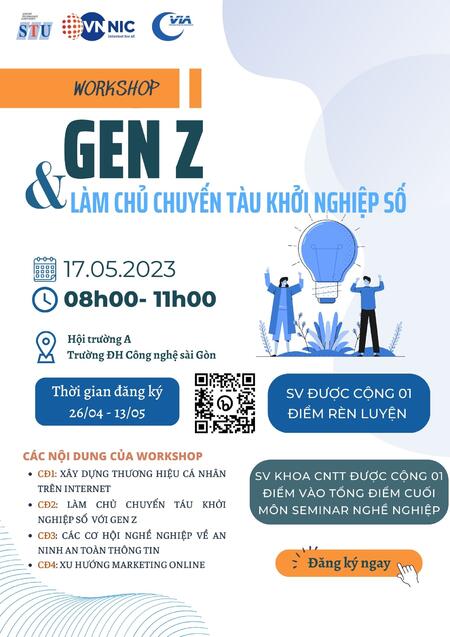 STU
VNNIC
Internet for all
VIA
WORKSHOP
GEN Z
& LÀM CHỦ CHUYẾN TÀU KHỞI NGHIỆP SỐ
17.05.2023
08h00- 11h00
Hội trường A
Trường ĐH Công nghệ sài Gòn
Thời gian đăng ký
26/04 - 13/05
SV ĐƯỢC CỘNG 01
ĐIỂM RÈN LUYỆN
CÁC NỘI DUNG CỦA WORKSHOP
CĐ1: XÂY DỰNG THƯƠNG HIỆU CÁ NHÂN
TRÊN INTERNET
CĐ2: LÀM CHỦ CHUYẾN TÁU KHỞI
NGHIỆP SỐ VỚI GEN Z
CĐ3: CÁC CƠ HỘI NGHỀ NGHIỆP VỀ AN
NINH AN TOÀN THÔNG TIN
CĐ4: XU HƯỚNG MARKETING ONLINE
SV KHOA CNTT ĐƯỢC CỘNG 01
ĐIỂM VÀO TỔNG ĐIỂM CUỐI
MÔN SEMINAR NGHỀ NGHIỆP
Đăng ký ngay